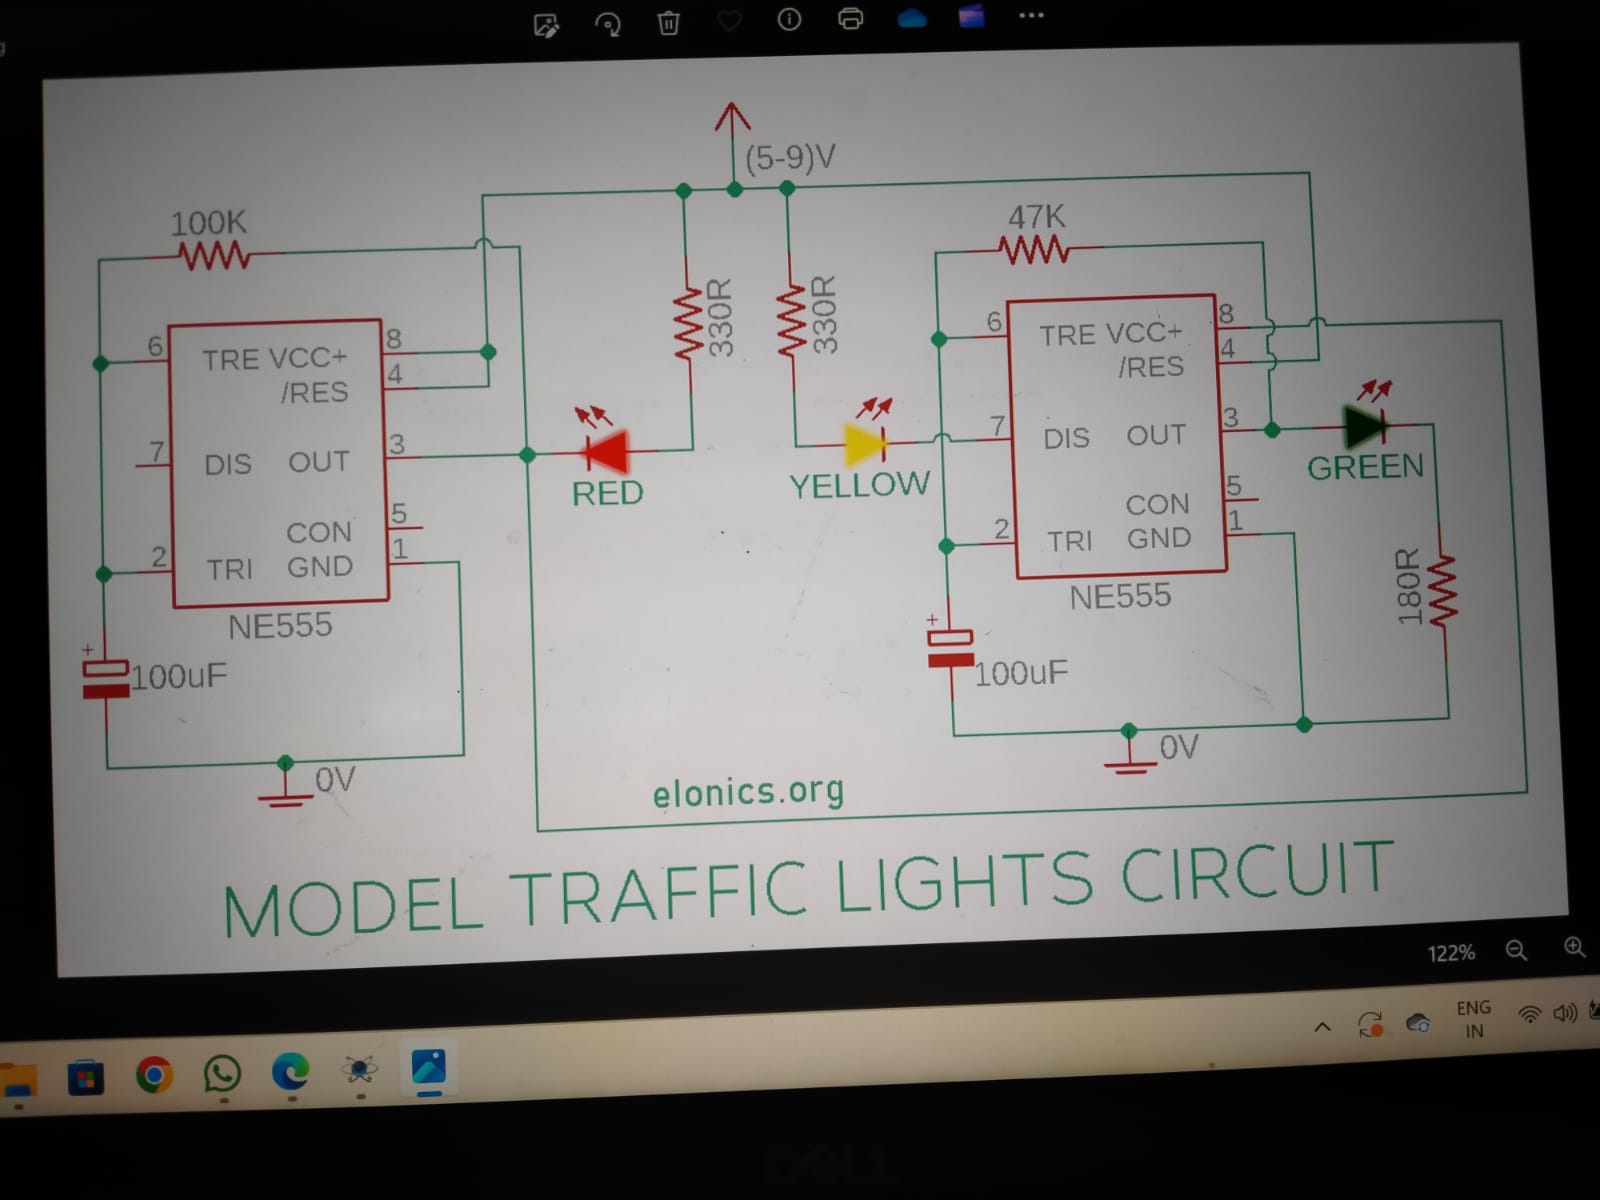 (5-9)V
100K
47K
330R
330R
6
TRE VCC+
8
/RES
4
7
DIS OUT
3
CON
5
2
TRI GND
1
NE555
+
100uF
0V
RED
YELLOW
6
TRE VCC+
8
/RES
4
7
DIS OUT
3
CON
5
2
TRI GND
1
NE555
+
100uF
0V
GREEN
180R
elonics.org
MODEL TRAFFIC LIGHTS CIRCUIT
122%
ENG
IN
DELL